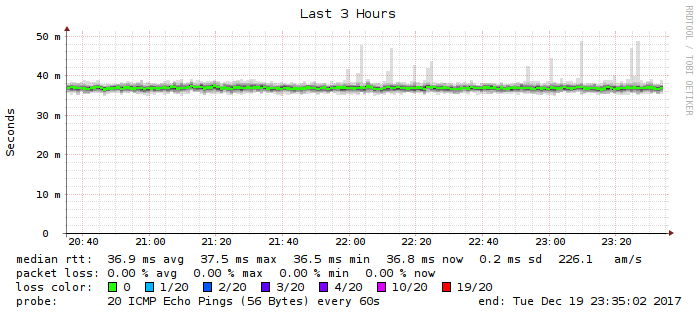 Last 3 Hours
RRDTOOL / TOBI OETIKER
Seconds
50 m
40 m
30 m
20 m
10 m
0
20:40 21:00 21:20 21:40 22:00 22:20 22:40 23:00 23:20
median rtt: 36.9 ms avg 37.5 ms max 36.5 ms min 36.8 ms now 0.2 ms sd 226.1 am/s
packet loss: 0.00 % avg 0.00 % max 0.00 % min 0.00 % now
loss color: 0 1/20 2/20 3/20 4/20 10/20 19/20
probe: 20 ICMP Echo Pings (56 Bytes) every 60s end: Tue Dec 19 23:35:02 2017